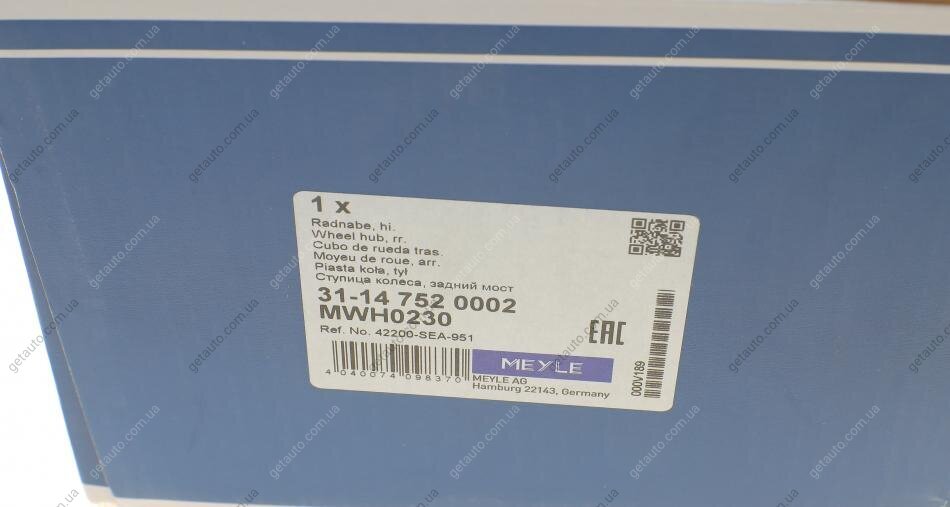 1 x
Radnabe, hi.
Wheel hub, rr.
Cubo de rueda tras.
Moyeu de roue, arr.
Piasta koła, tył
Ступица колеса, задний мост
31-14 752 0002
MWH0230
Ref. No. 42200-SEA-951
EAC
4 040074 098370
MEYLE
MEYLE AG
Hamburg 22143, Germany
000V189
getauto.com.ua